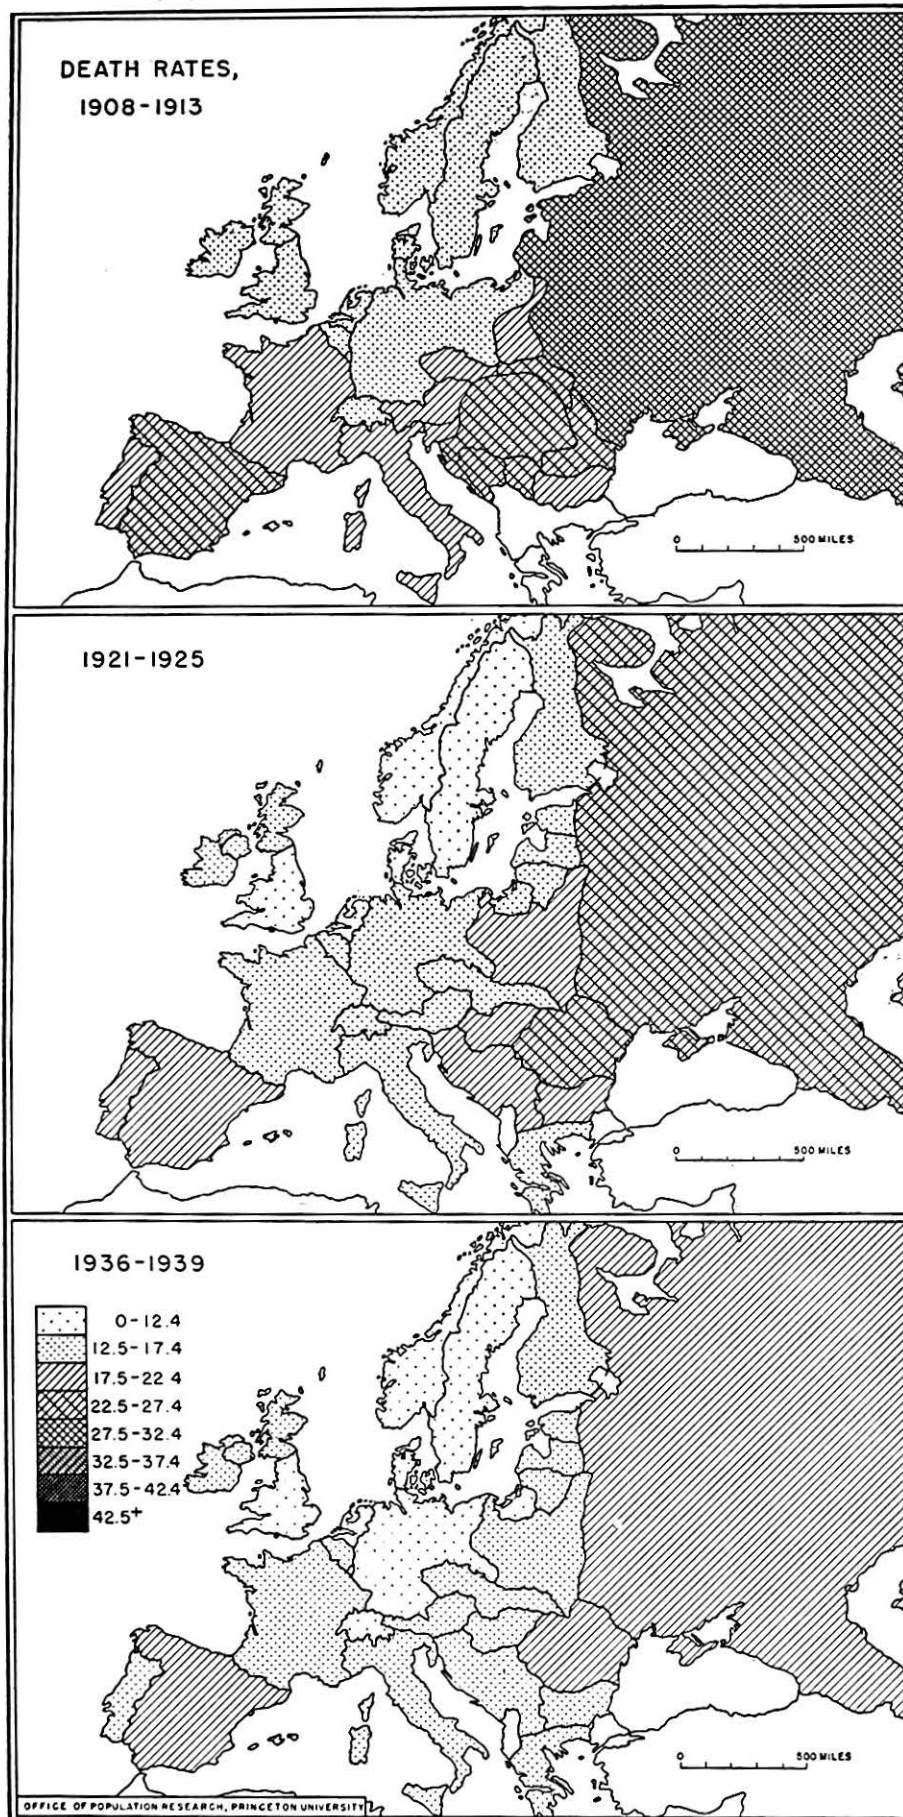 DEATH RATES,
1908-1913
0 500 MILES
1921-1925
0 500 MILES
1936-1939
0-12.4
12.5-17.4
17.5-22.4
22.5-27.4
27.5-32.4
32.5-37.4
37.5-42.4
42.5+
0 500 MILES
OFFICE OF POPULATION RESEARCH, PRINCETON UNIVERSITY